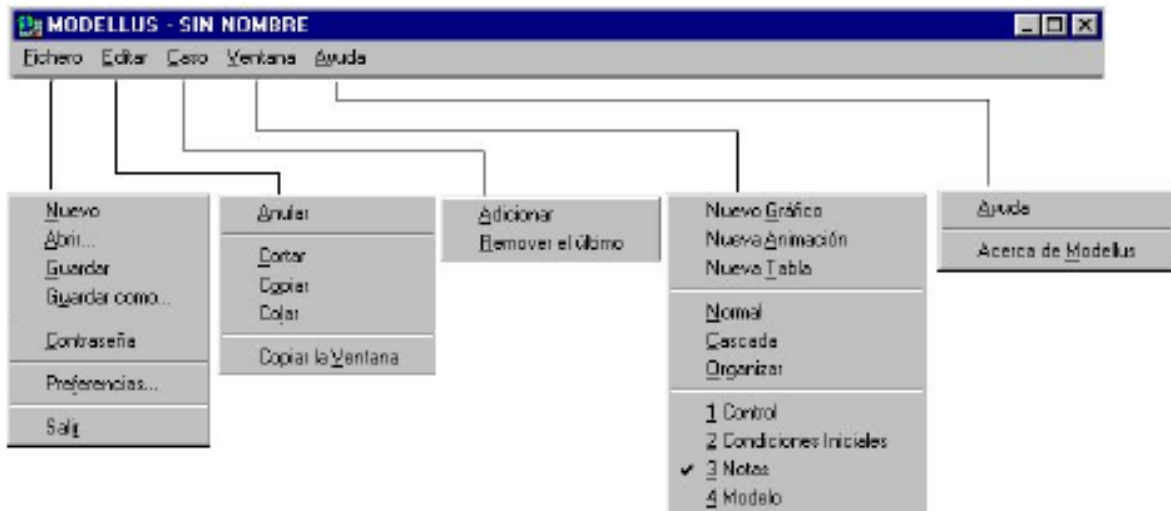 MODELLUS - SIN NOMBRE
Fichero Editar Caso Ventana Ayuda
Nuevo
Abrir...
Guardar
Guardar como...
Contraseña
Preferencias...
Salir
Anular
Cortar
Copiar
Colar
Copiar la Ventana
Adicionar
Remover el último
Nuevo Gráfico
Nueva Animación
Nueva Tabla
Normal
Cascada
Organizar
1 Control
2 Condiciones Iniciales
3 Notas
4 Modelo
Ayuda
Acerca de Modellus